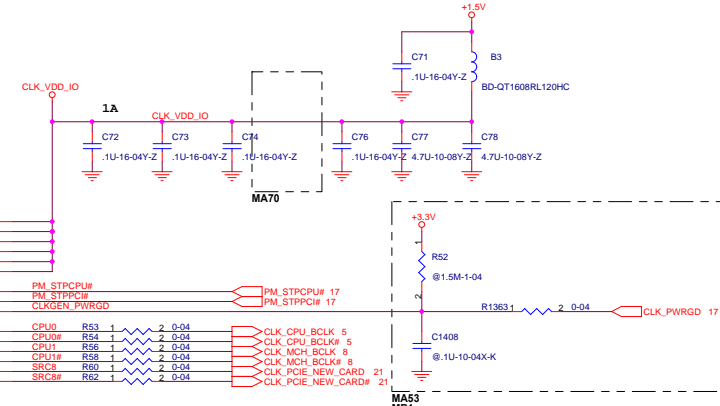 +1.5V
C71
.1U-16-04Y-Z
B3
BD-QT1608RL120HC
CLK_VDD_IO
1A
CLK_VDD_IO
C72
.1U-16-04Y-Z
C73
.1U-16-04Y-Z
C74
.1U-16-04Y-Z
C76
.1U-16-04Y-Z
C77
4.7U-10-08Y-Z
C78
4.7U-10-08Y-Z
MA70
+3.3V
1
R52
@1.5M-1-04
2
PM_STPCPU#
PM_STPCPU# 17
PM_STPPCI#
PM_STPPCI# 17
CLKGEN_PWRGD
R1363 1 2 0-04
CLK_PWRGD 17
CPU0 R53 1 2 0-04 CLK_CPU_BCLK 5
CPU0# R54 1 2 0-04 CLK_CPU_BCLK# 5
CPU1 R56 1 2 0-04 CLK_MCH_BCLK 8
CPU1# R58 1 2 0-04 CLK_MCH_BCLK# 8
SRC8 R60 1 2 0-04 CLK_PCIE_NEW_CARD 21
SRC8# R62 1 2 0-04 CLK_PCIE_NEW_CARD# 21
C1408
@.1U-10-04X-K
MA53